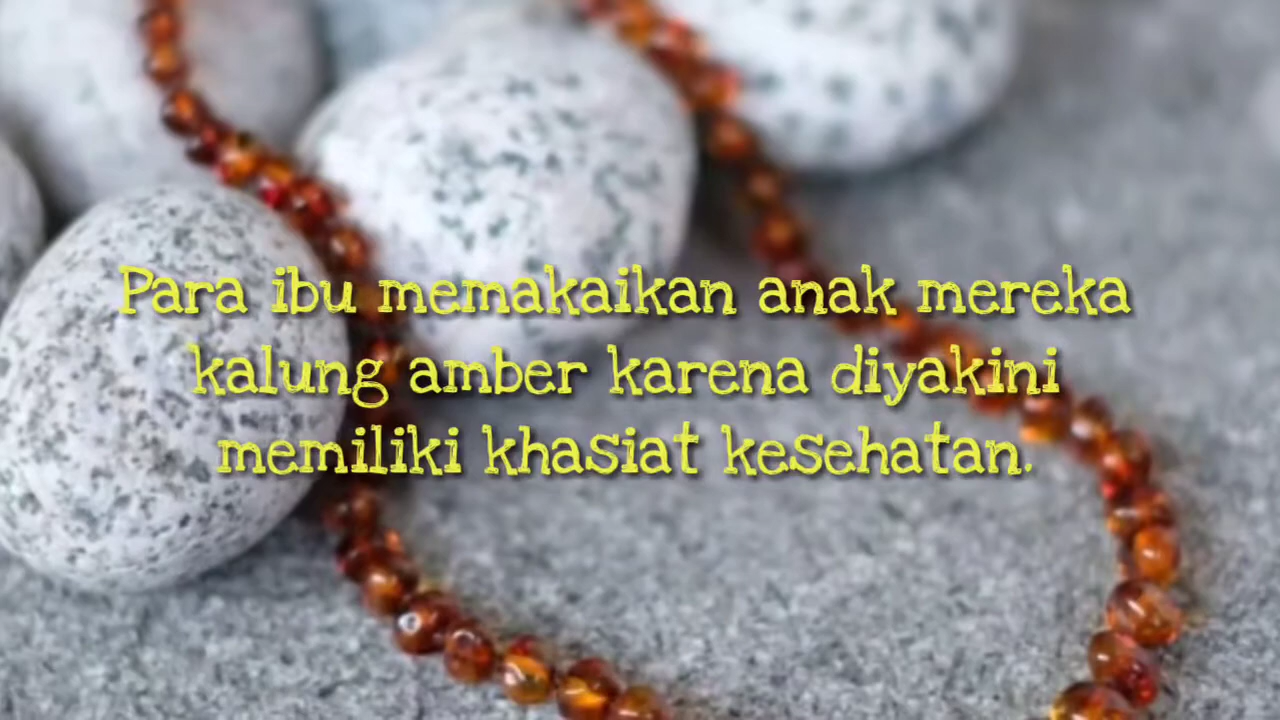 Para ibu memakaikan anak mereka
kalung amber karena diyakini
memiliki khasiat kesehatan.